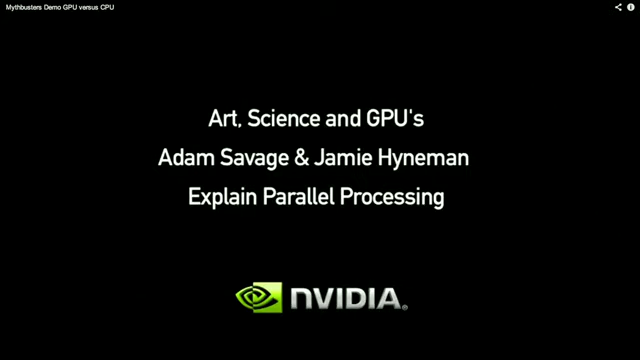 Mythbusters Demo GPU versus CPU
Art, Science and GPU's
Adam Savage & Jamie Hyneman
Explain Parallel Processing
NVIDIA®